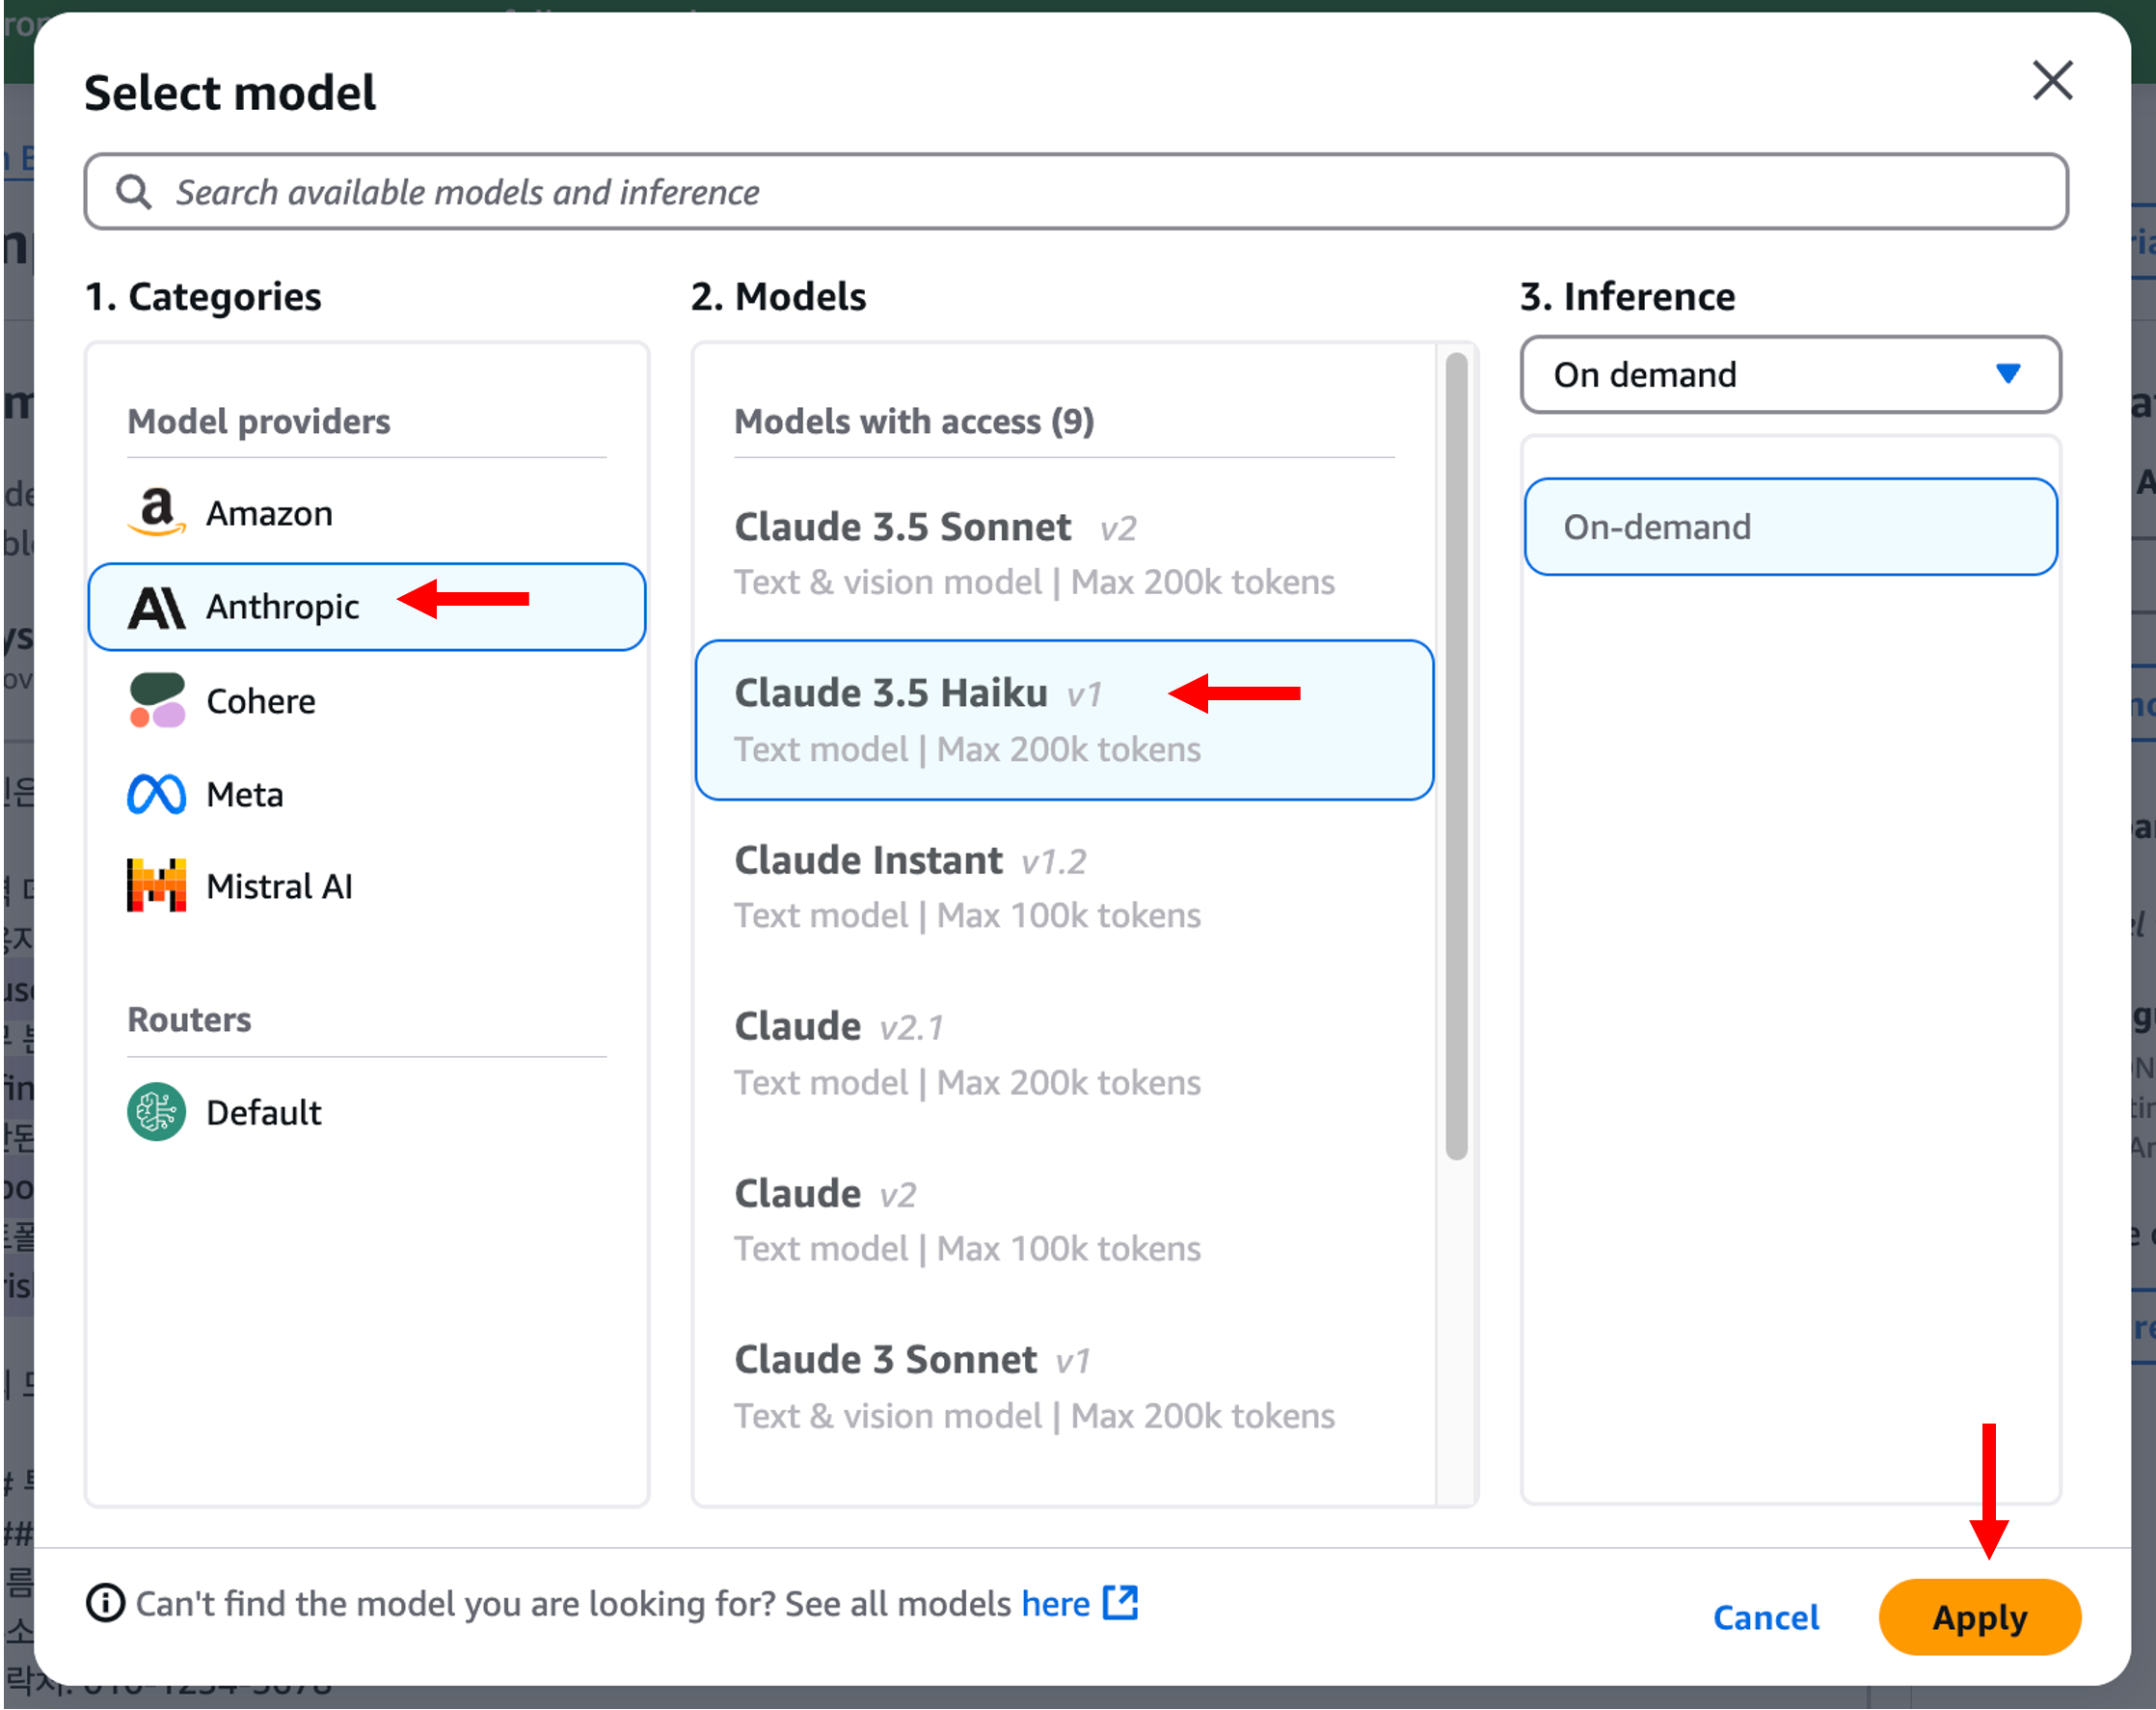 Select model
Search available models and inference
1. Categories
Model providers
Amazon
Anthropic
Cohere
Meta
Mistral AI
Routers
Default
2. Models
Models with access (9)
Claude 3.5 Sonnet v2
Text & vision model | Max 200k tokens
Claude 3.5 Haiku v1
Text model | Max 200k tokens
Claude Instant v1.2
Text model | Max 100k tokens
Claude v2.1
Text model | Max 200k tokens
Claude v2
Text model | Max 100k tokens
Claude 3 Sonnet v1
Text & vision model | Max 200k tokens
3. Inference
On demand
On-demand
Can't find the model you are looking for? See all models here
Cancel
Apply